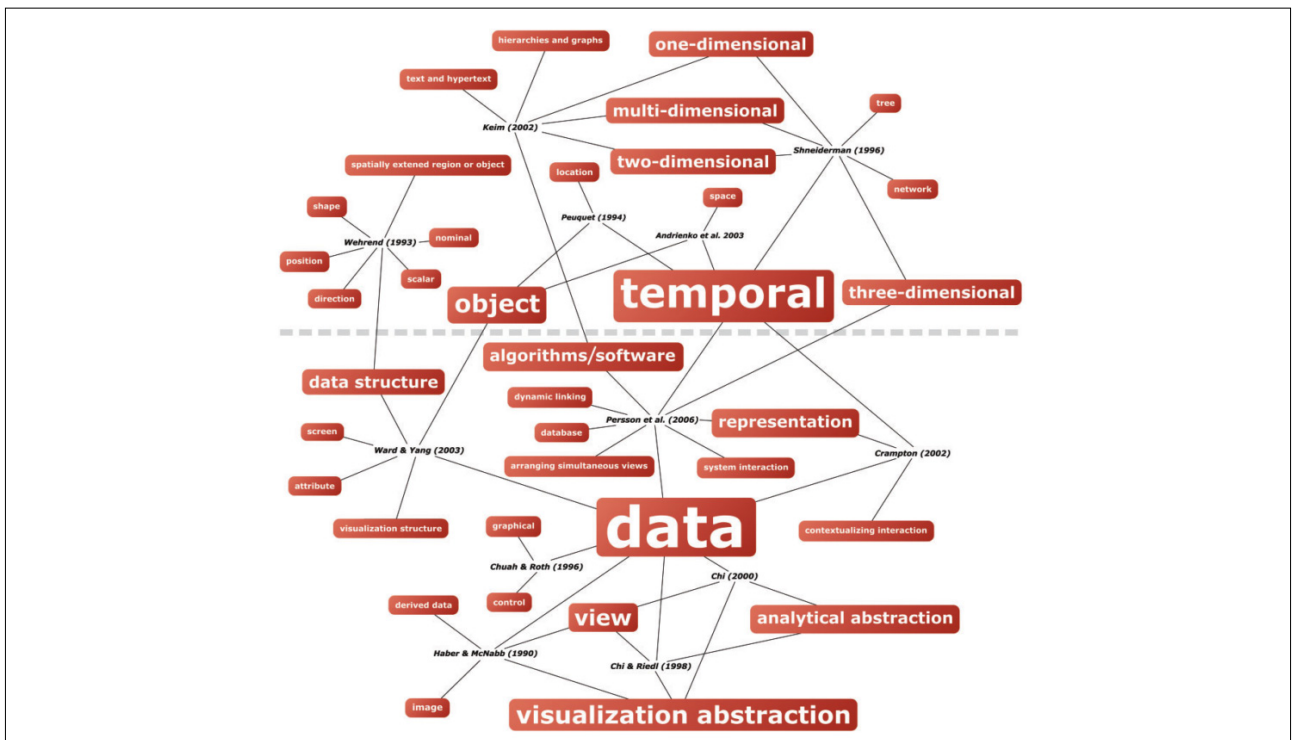 hierarchies and graphs
one-dimensional
text and hypertext
multi-dimensional
tree
Keim (2002)
Shneiderman (1996)
two-dimensional
spatially extened region or object
location
network
space
shape
Peuquet (1994)
Andrienko et al. 2003
nominal
Wehrend (1993)
position
scalar
direction
object
temporal
three-dimensional
algorithms/software
data structure
dynamic linking
Persson et al. (2006)
representation
screen
database
Ward & Yang (2003)
Crampton (2002)
arranging simultaneous views
system interaction
attribute
visualization structure
graphical
data
contextualizing interaction
Chuah & Roth (1996)
Chi (2000)
derived data
control
view
analytical abstraction
Haber & McNabb (1990)
Chi & Riedl (1998)
image
visualization abstraction